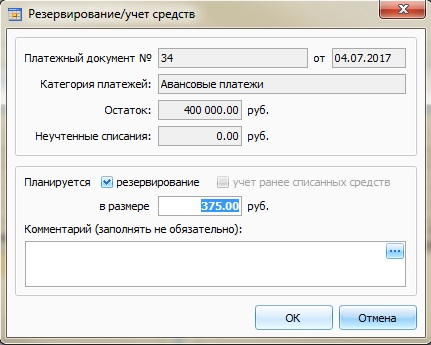 Резервирование/учет средств
Платежный документ № 34 от 04.07.2017
Категория платежей: Авансовые платежи
Остаток: 400 000.00 руб.
Неучтенные списания: 0.00 руб.
Планируется резервирование учет ранее списанных средств
в размере 375.00 руб.
Комментарий (заполнять не обязательно):
...
OK Отмена